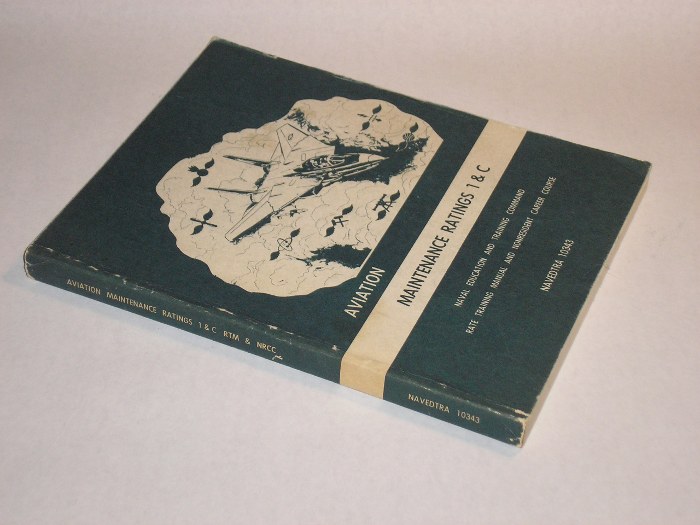 AVIATION
MAINTENANCE RATINGS 1 & C
NAVAL EDUCATION AND TRAINING COMMAND
RATE TRAINING MANUAL AND NONRESIDENT CAREER COURSE
NAVEDTRA 10343
AVIATION MAINTENANCE RATINGS 1 & C RTM & NRCC
NAVEDTRA 10343